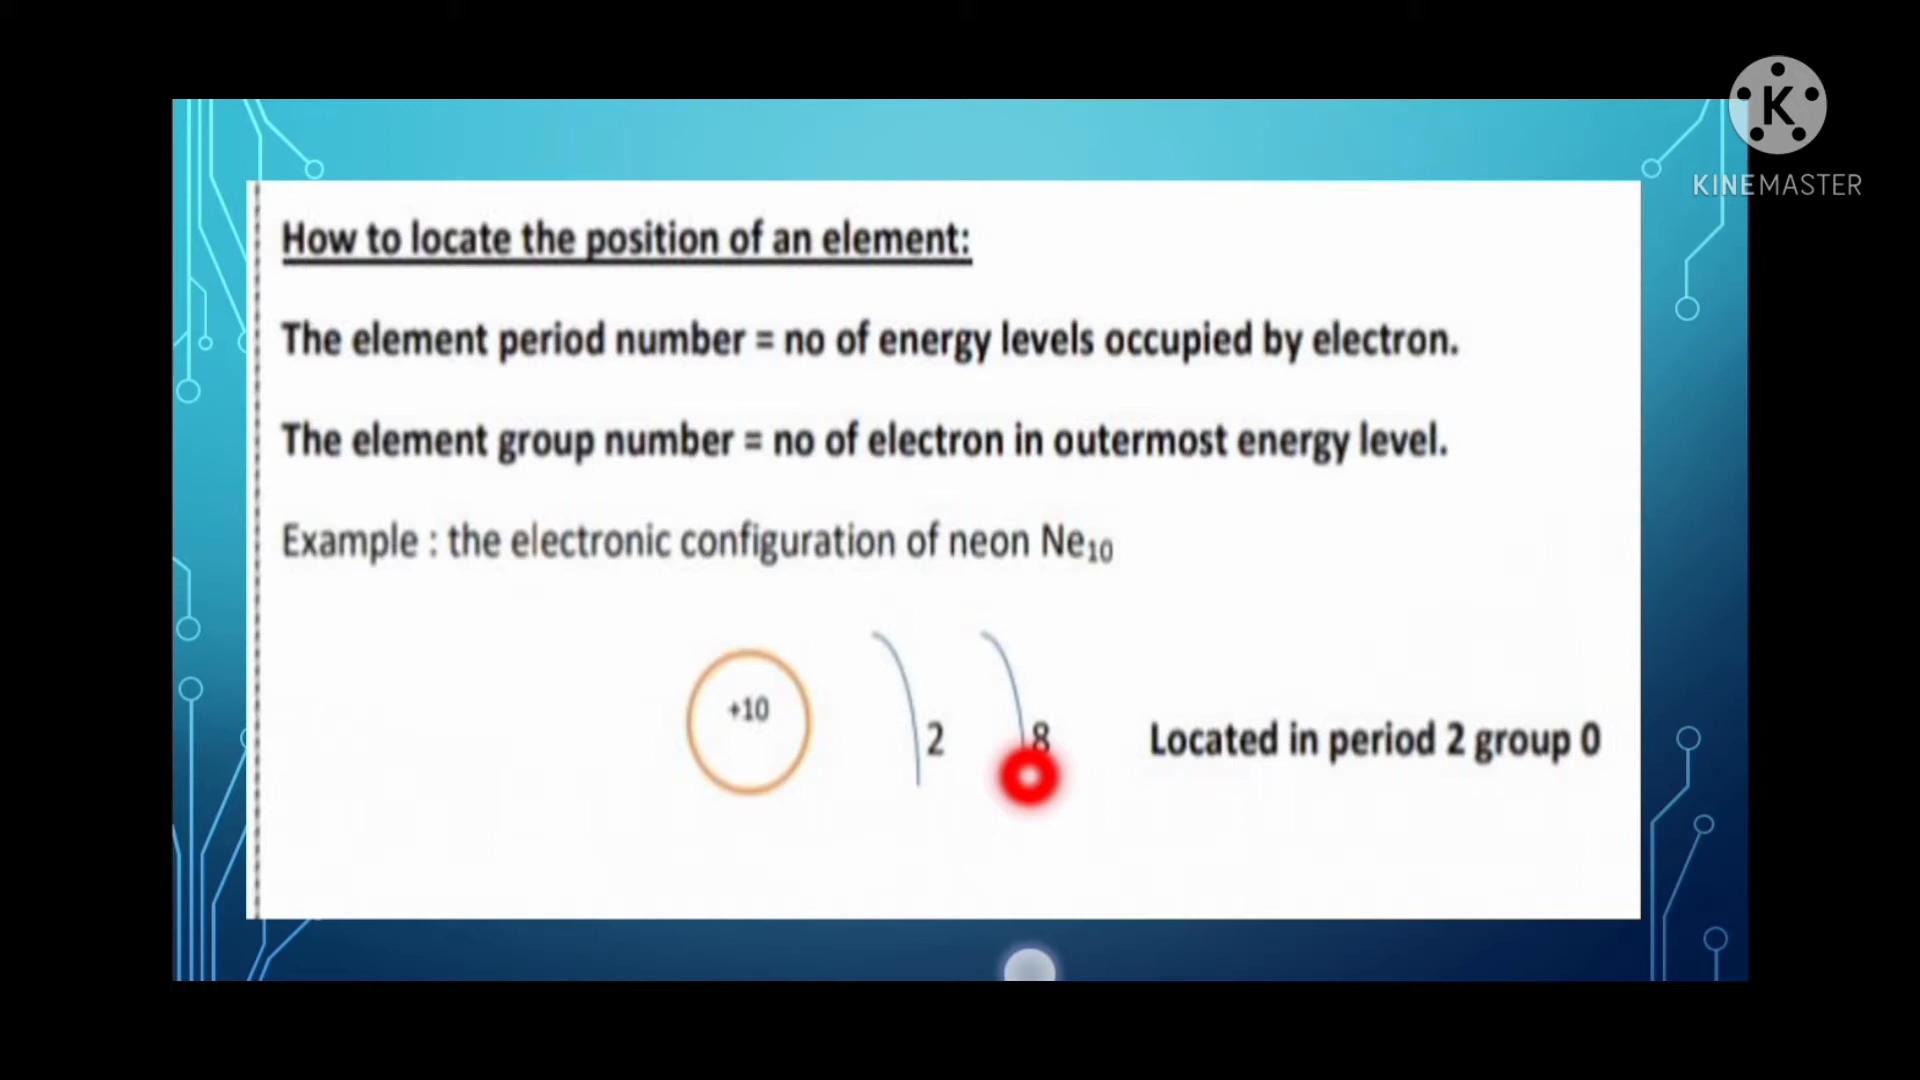 K
KINEMASTER
How to locate the position of an element:
The element period number = no of energy levels occupied by electron.
The element group number = no of electron in outermost energy level.
Example : the electronic configuration of neon Ne₁₀
+10
2
8
Located in period 2 group 0